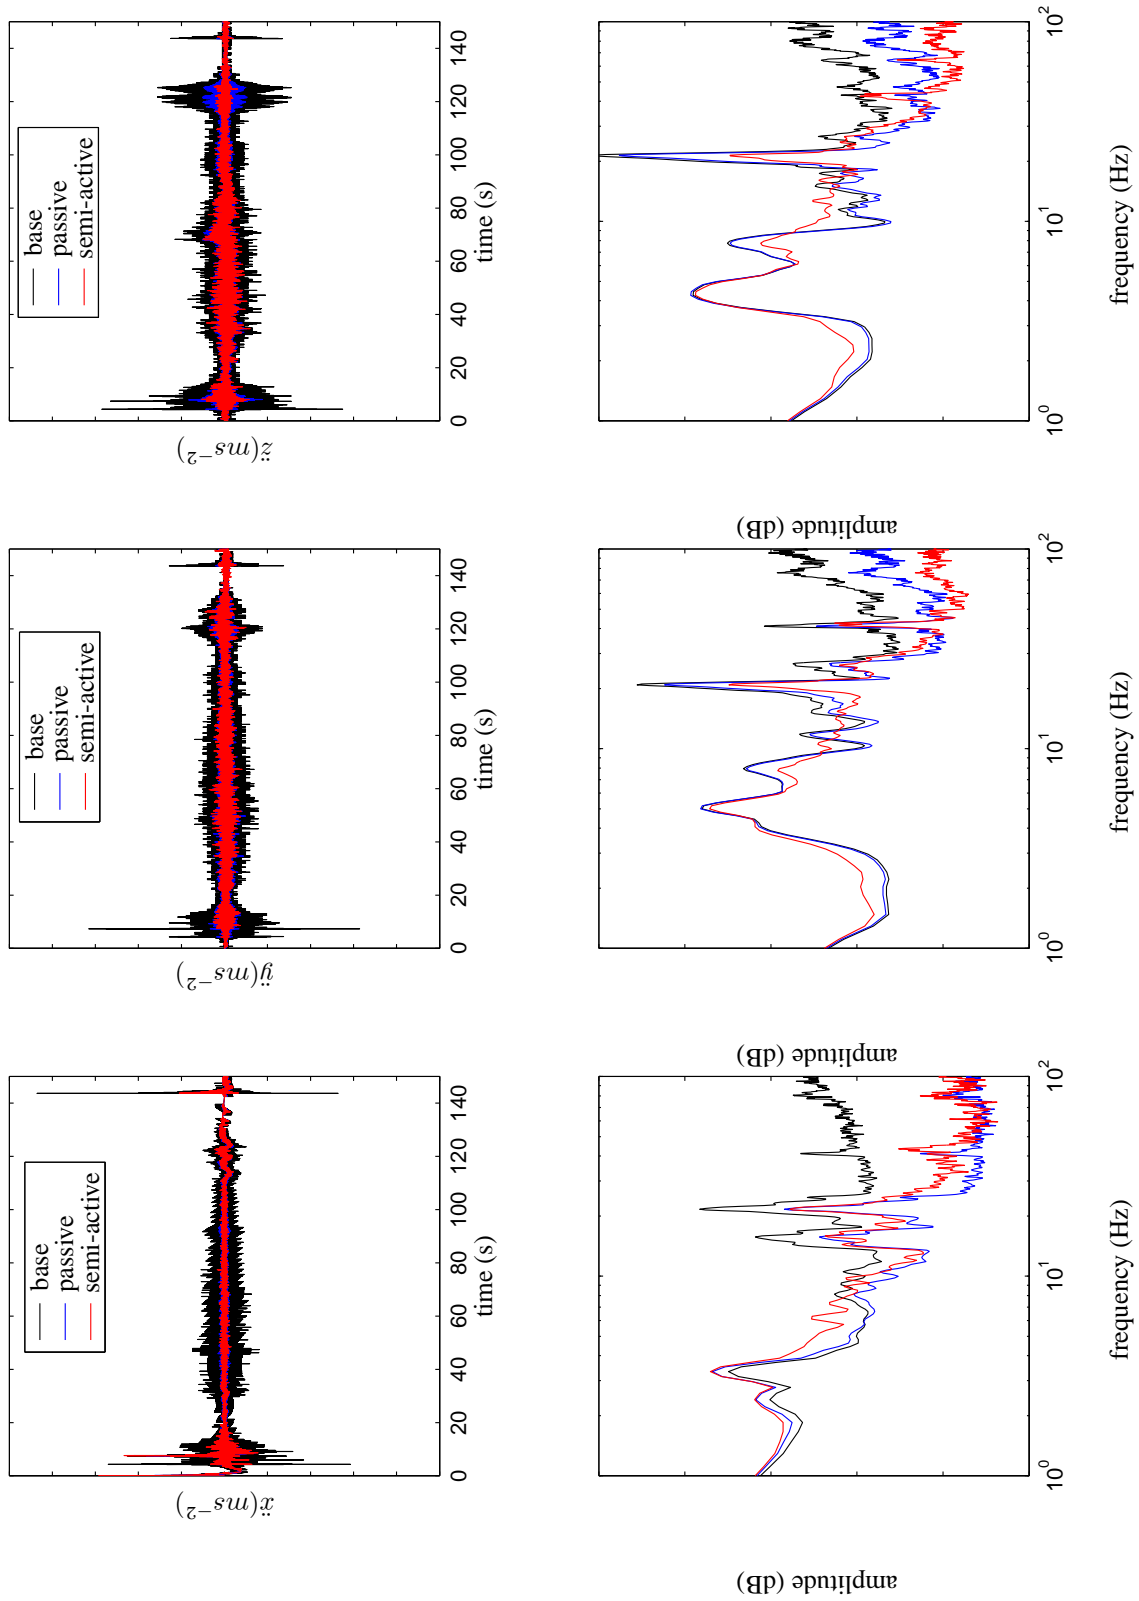 ẍ(ms⁻²)
base
passive
semi-active
0 20 40 60 80 100 120 140
time (s)
ÿ(ms⁻²)
base
passive
semi-active
0 20 40 60 80 100 120 140
time (s)
z̈(ms⁻²)
base
passive
semi-active
0 20 40 60 80 100 120 140
time (s)
amplitude (dB)
10⁰ 10¹ 10²
frequency (Hz)
amplitude (dB)
10⁰ 10¹ 10²
frequency (Hz)
amplitude (dB)
10⁰ 10¹ 10²
frequency (Hz)